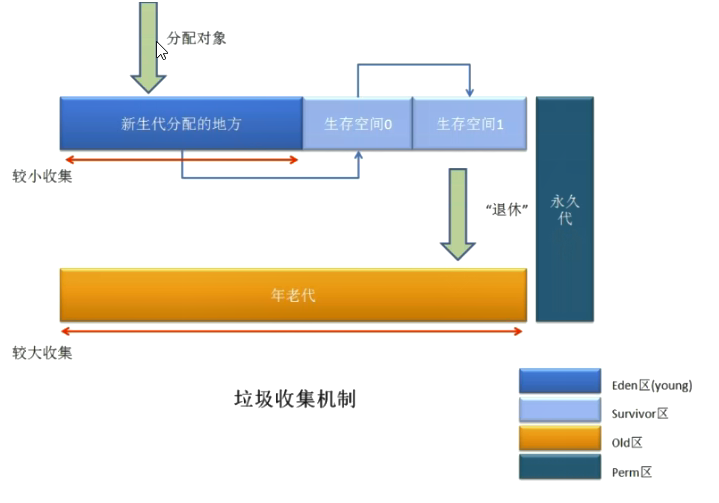 分配对象
新生代分配的地方
生存空间0
生存空间1
较小收集
“退休”
永久
代
年老代
较大收集
垃圾收集机制
Eden区(young)
Survivor区
Old区
Perm区